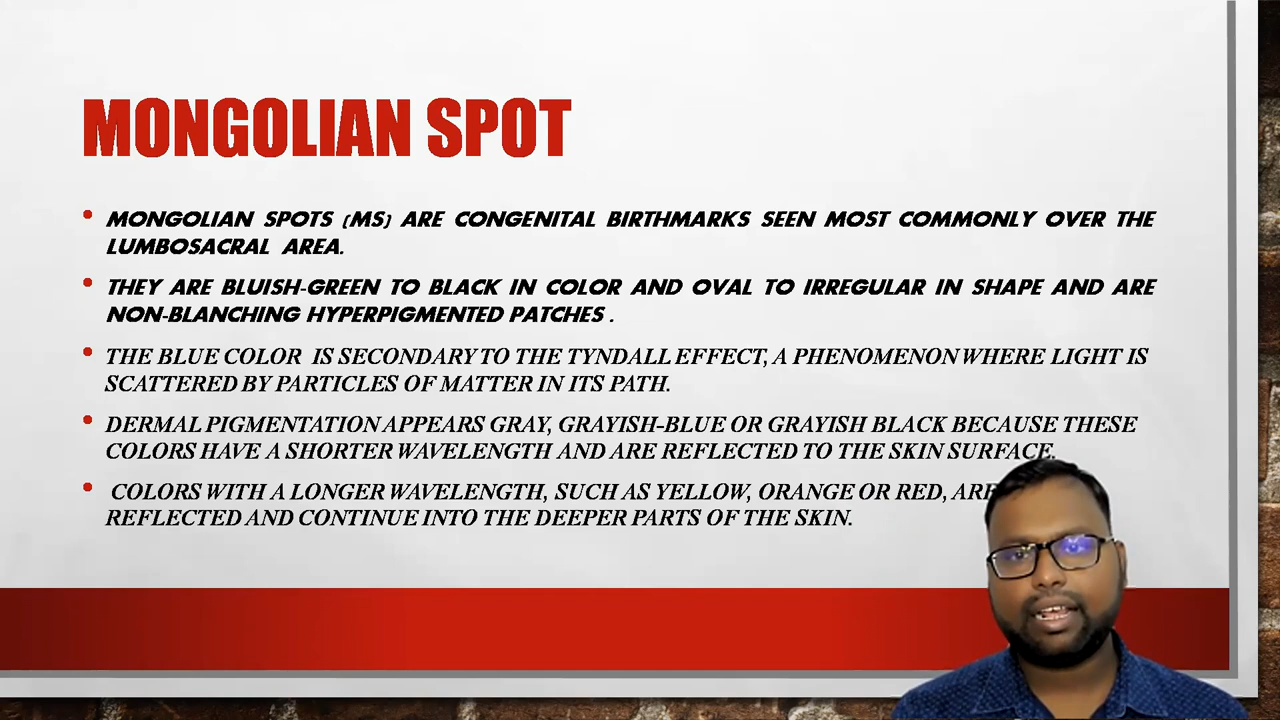 MONGOLIAN SPOT
• MONGOLIAN SPOTS (MS) ARE CONGENITAL BIRTHMARKS SEEN MOST COMMONLY OVER THE
LUMBOSACRAL AREA.
• THEY ARE BLUISH-GREEN TO BLACK IN COLOR AND OVAL TO IRREGULAR IN SHAPE AND ARE
NON-BLANCHING HYPERPIGMENTED PATCHES .
• THE BLUE COLOR IS SECONDARY TO THE TYNDALL EFFECT, A PHENOMENON WHERE LIGHT IS
SCATTERED BY PARTICLES OF MATTER IN ITS PATH.
• DERMAL PIGMENTATION APPEARS GRAY, GRAYISH-BLUE OR GRAYISH BLACK BECAUSE THESE
COLORS HAVE A SHORTER WAVELENGTH AND ARE REFLECTED TO THE SKIN SURFACE.
• COLORS WITH A LONGER WAVELENGTH, SUCH AS YELLOW, ORANGE OR RED, ARE
REFLECTED AND CONTINUE INTO THE DEEPER PARTS OF THE SKIN.